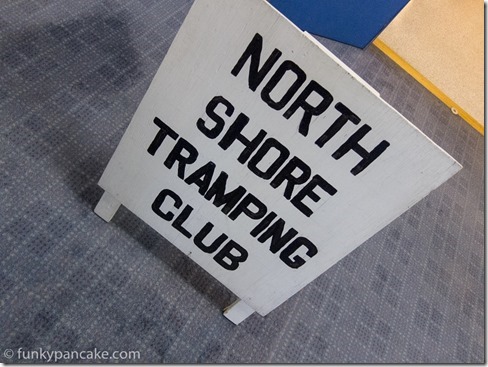 NORTH
SHORE
TRAMPING
CLUB
© funkypancake.com